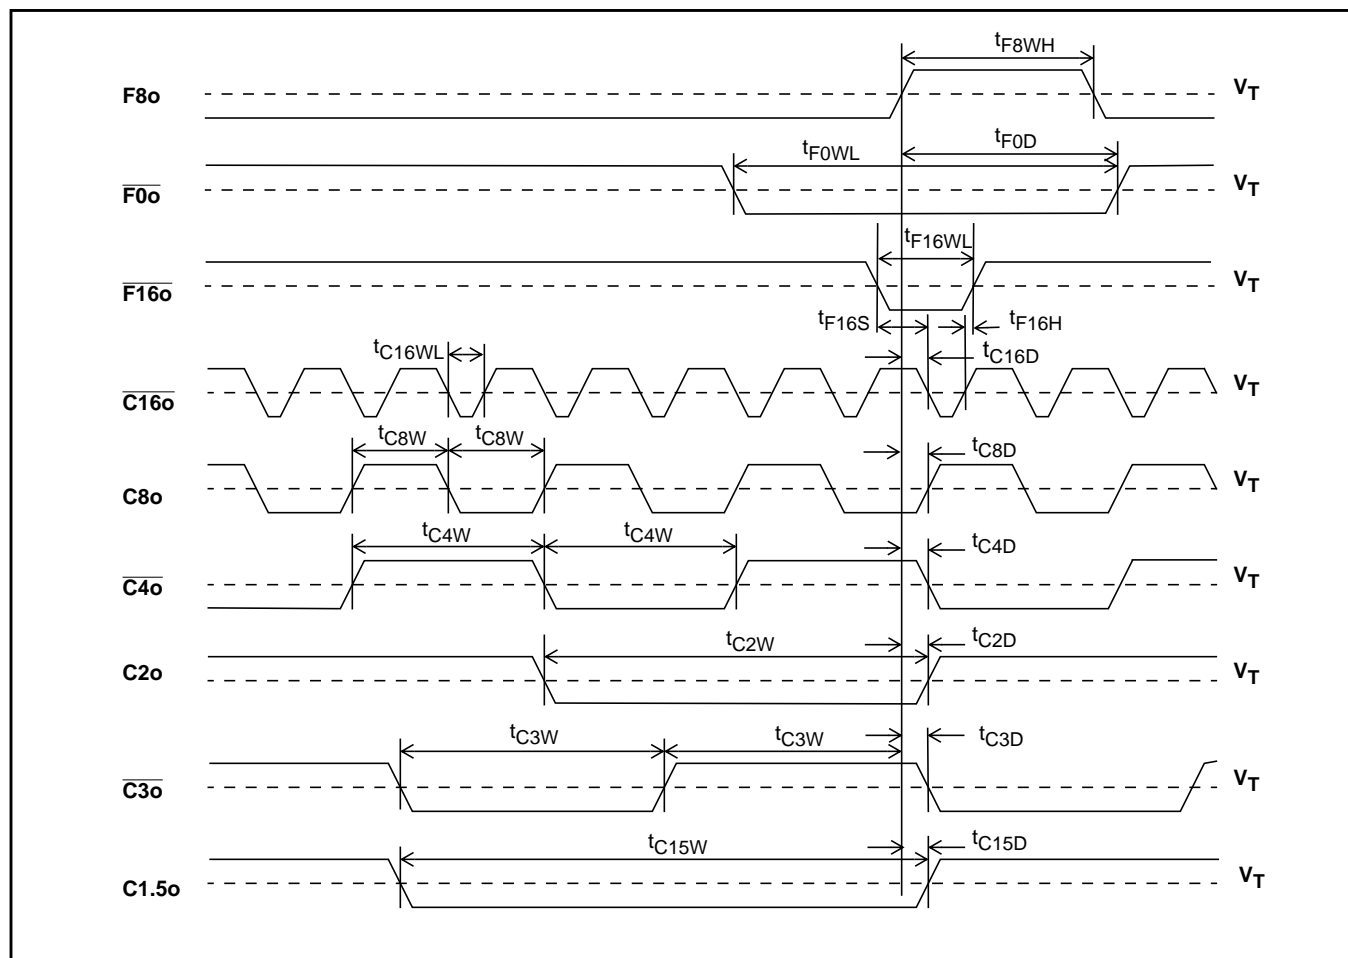 tF8WH
F8o
VT
tF0WL
tF0D
F0o
VT
tF16WL
F16o
VT
tF16S
tF16H
tC16WL
tC16D
C16o
VT
tC8W
tC8W
tC8D
C8o
VT
tC4W
tC4W
tC4D
C4o
VT
tC2W
tC2D
C2o
VT
tC3W
tC3W
tC3D
C3o
VT
tC15W
tC15D
C1.5o
VT